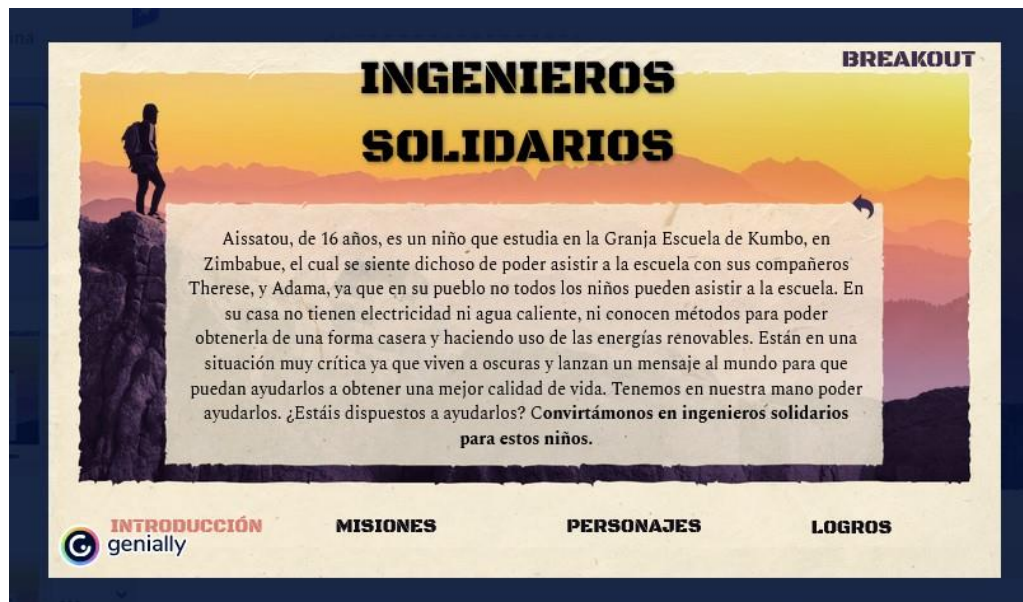 BREAKOUT
INGENIEROS
SOLIDARIOS
Aissatou, de 16 años, es un niño que estudia en la Granja Escuela de Kumbo, en
Zimbabue, el cual se siente dichoso de poder asistir a la escuela con sus compañeros
Therese, y Adama, ya que en su pueblo no todos los niños pueden asistir a la escuela. En
su casa no tienen electricidad ni agua caliente, ni conocen métodos para poder
obtenerla de una forma casera y haciendo uso de las energías renovables. Están en una
situación muy crítica ya que viven a oscuras y lanzan un mensaje al mundo para que
puedan ayudarlos a obtener una mejor calidad de vida. Tenemos en nuestra mano poder
ayudarlos. ¿Estáis dispuestos a ayudarlos? Convirtámonos en ingenieros solidarios
para estos niños.
INTRODUCCIÓN MISIONES PERSONAJES LOGROS
genially